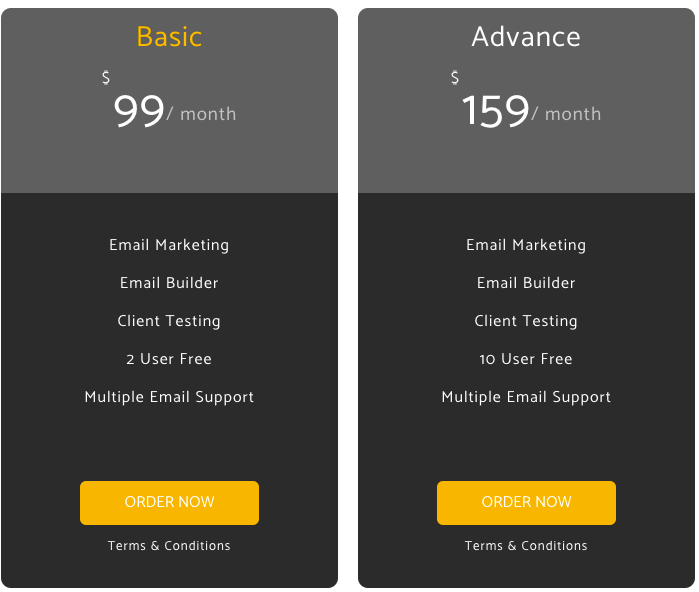 Basic
$
99/ month
Email Marketing
Email Builder
Client Testing
2 User Free
Multiple Email Support
ORDER NOW
Terms & Conditions
Advance
$
159/ month
Email Marketing
Email Builder
Client Testing
10 User Free
Multiple Email Support
ORDER NOW
Terms & Conditions